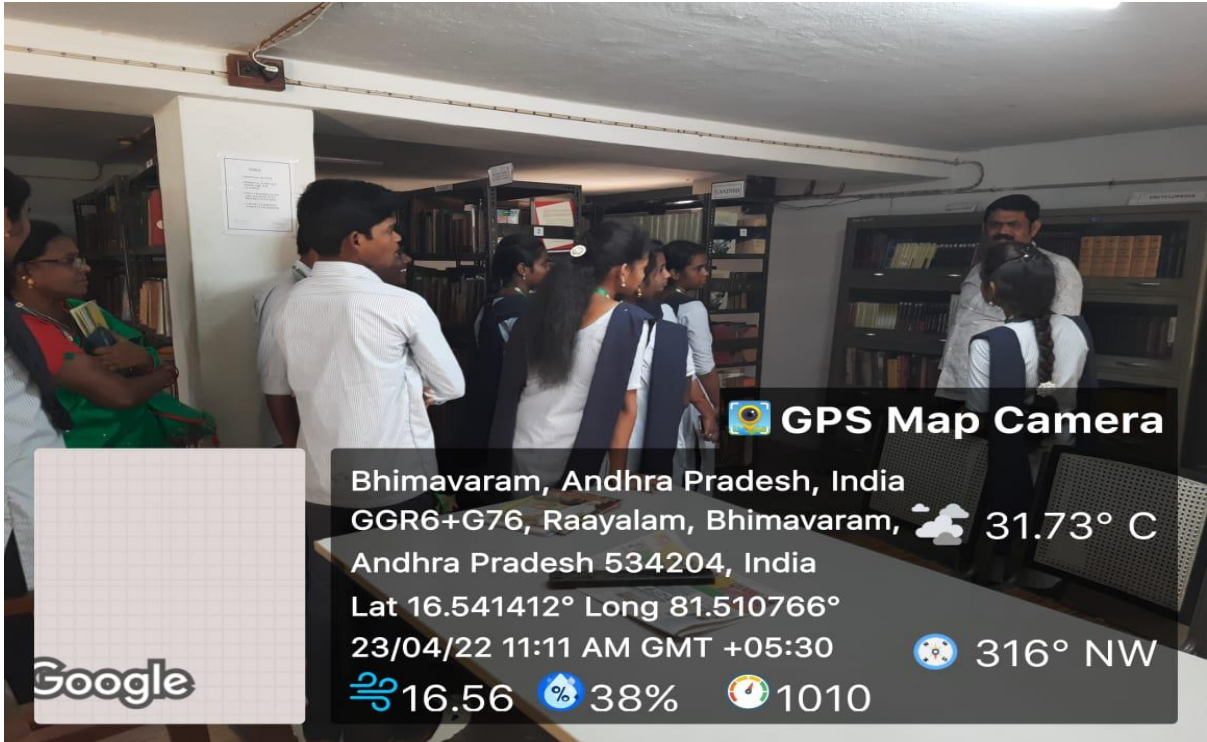 GPS Map Camera
Bhimavaram, Andhra Pradesh, India
GGR6+G76, Raayalam, Bhimavaram,
Andhra Pradesh 534204, India
31.73° C
Lat 16.541412° Long 81.510766°
23/04/22 11:11 AM GMT +05:30
316° NW
16.56
%
38%
1010
Google